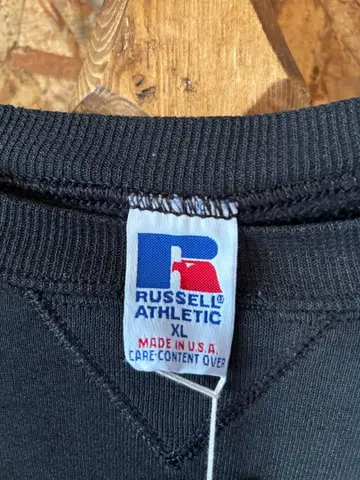 R
RUSSELL®
ATHLETIC
XL
MADE IN U.S.A.
CARE-CONTENT OVER